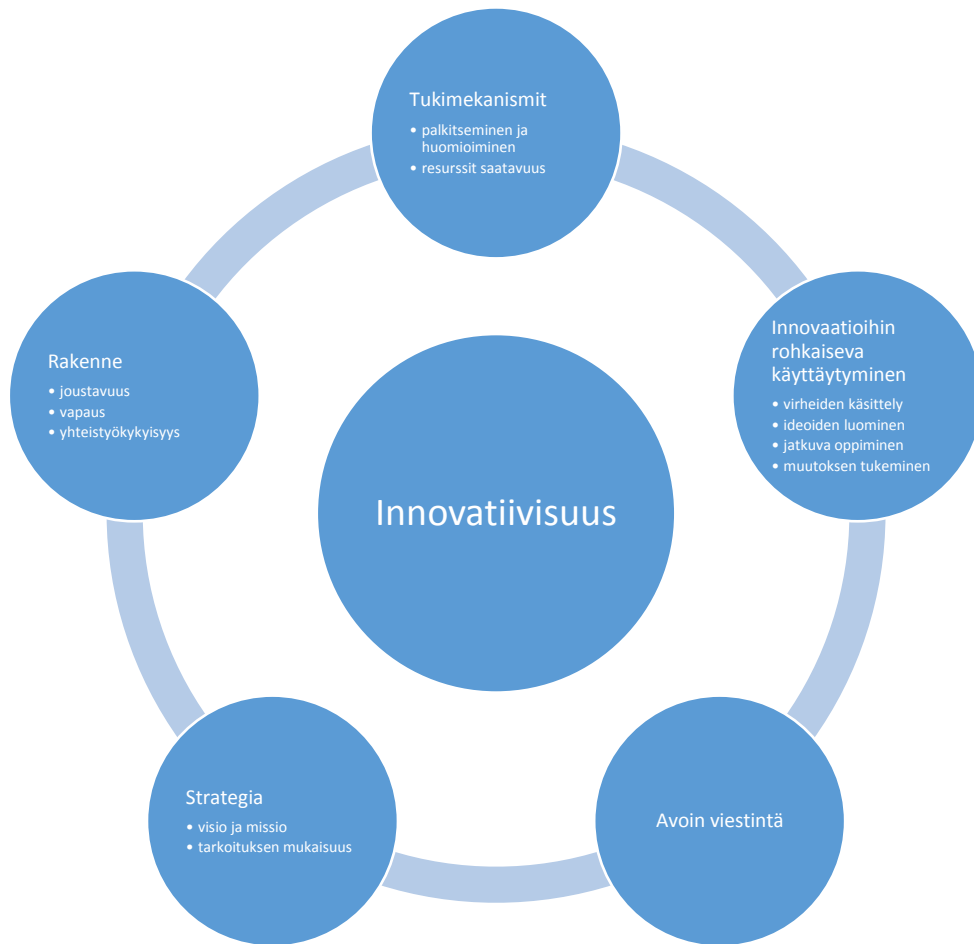 Tukimekanismit
• palkitseminen ja
huomioiminen
• resurssit saatavuus
Innovaatioihin
rohkaiseva
käyttäytyminen
• virheiden käsittely
• ideoiden luominen
• jatkuva oppiminen
• muutoksen tukeminen
Avoin viestintä
Strategia
• visio ja missio
• tarkoituksen mukaisuus
Rakenne
• joustavuus
• vapaus
• yhteistyökykyisyys
Innovatiivisuus